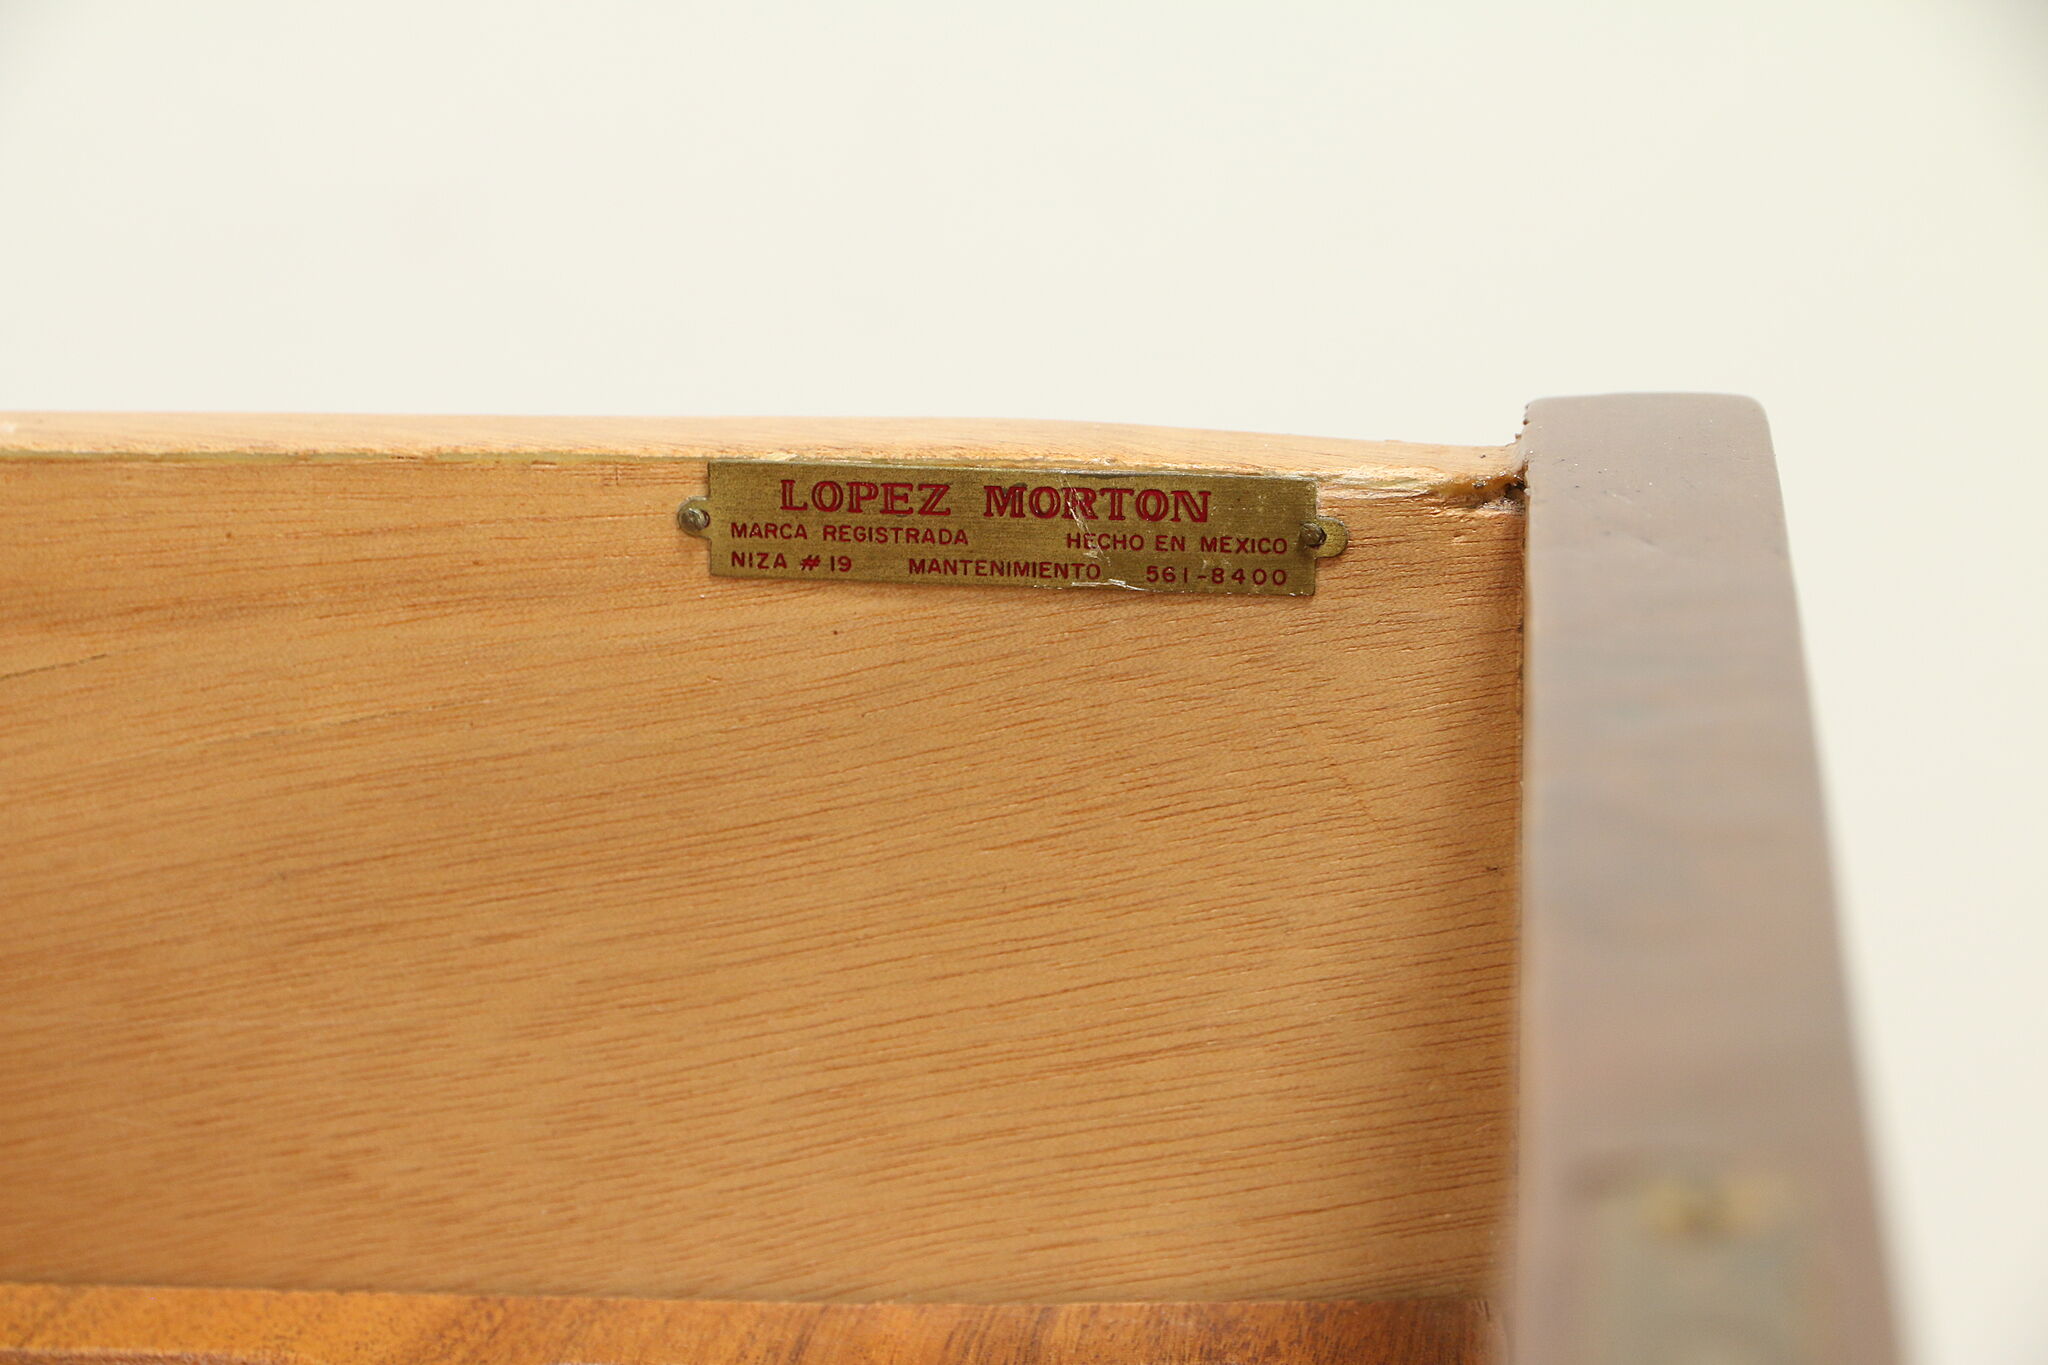 LOPEZ MORTON
MARCA REGISTRADA HECHO EN MEXICO
NIZA # 19 MANTENIMIENTO 561-8400